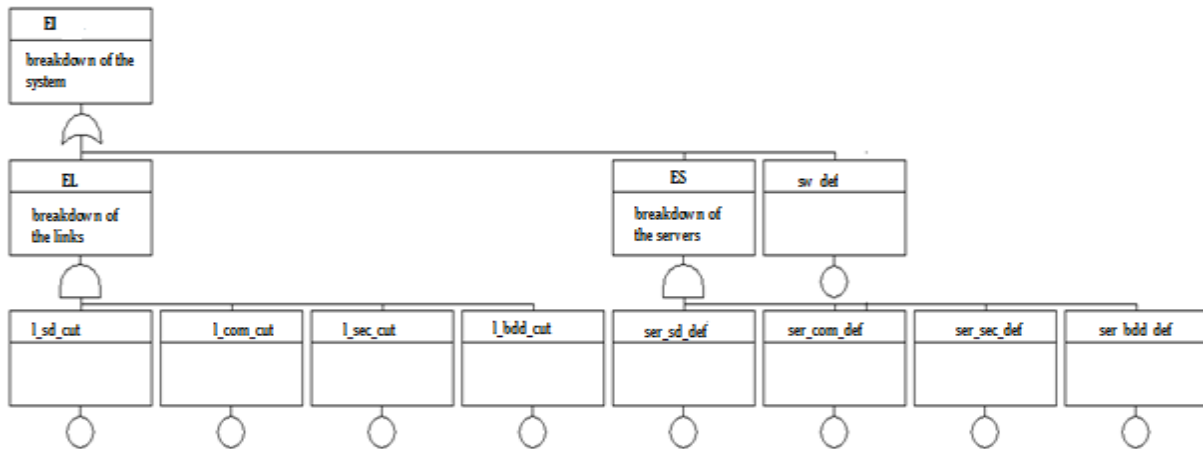 EI
breakdown of the
system
EL
breakdown of
the links
ES
breakdown of
the servers
sw_def
l_sd_cut
l_com_cut
l_sec_cut
l_bdd_cut
ser_sd_def
ser_com_def
ser_sec_def
ser_bdd_def